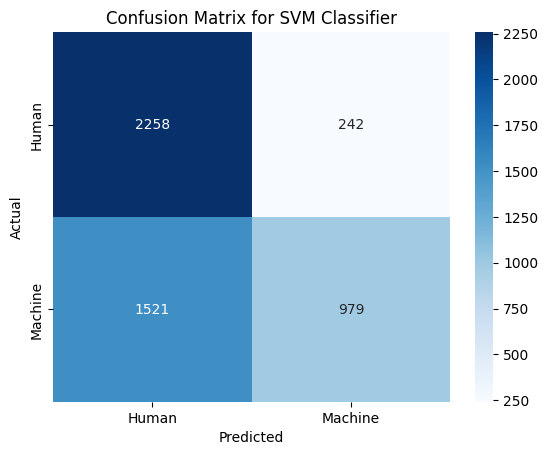 Confusion Matrix for SVM Classifier
Human
Machine
Actual
2258 242
1521 979
Human Machine
Predicted
2250
2000
1750
1500
1250
1000
750
500
250